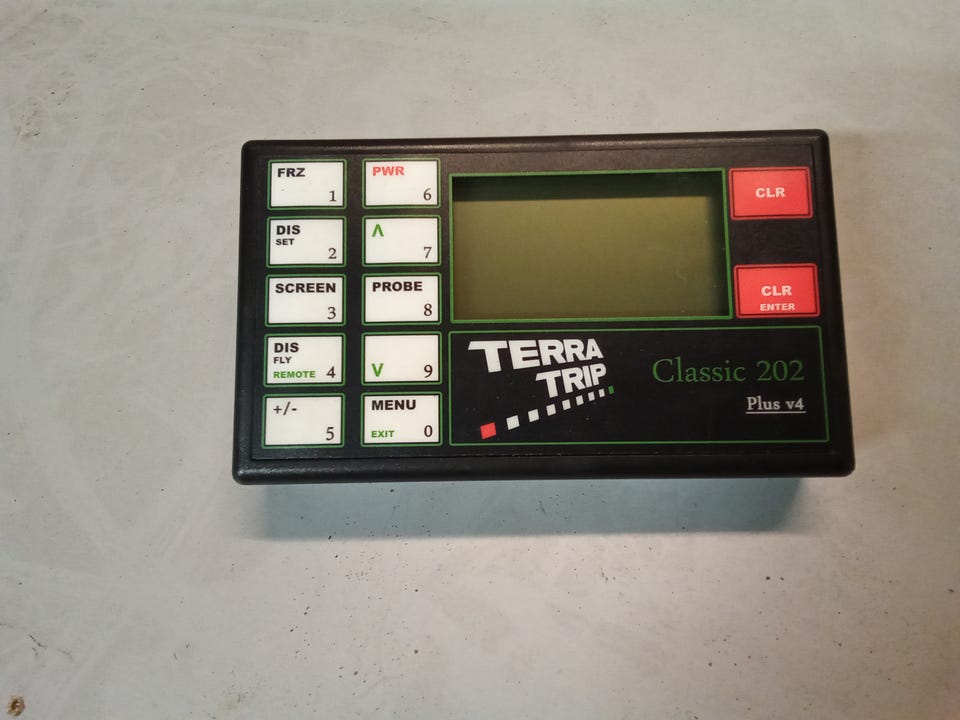 FRZ
1
PWR
6
DIS
SET
2
Λ
7
SCREEN
3
PROBE
8
DIS
FLY
REMOTE 4
V 9
+/-
5
MENU
EXIT 0
CLR
CLR
ENTER
TERRA
TRIP
Classic 202
Plus v4